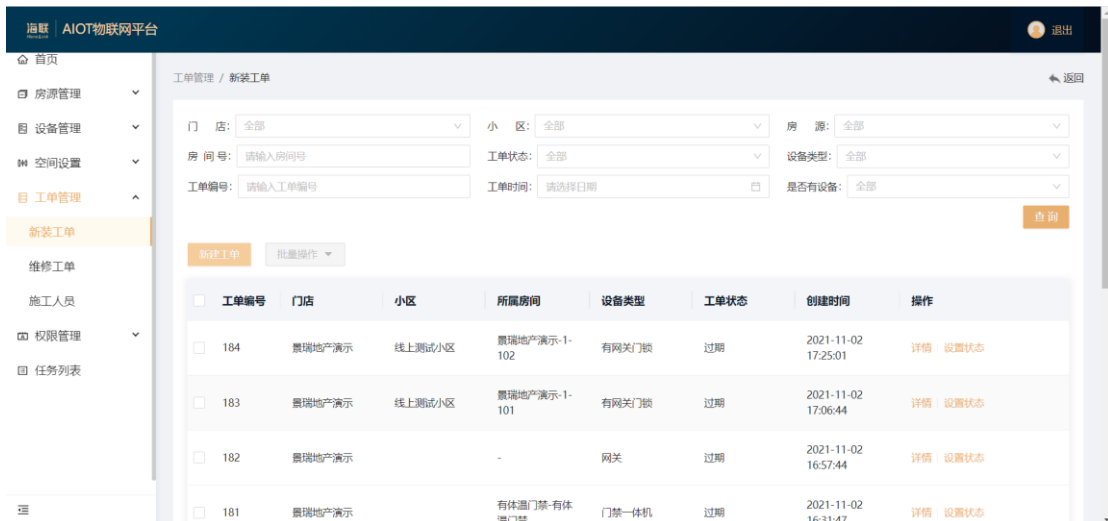 海联 AIOT物联网平台 退出
首页
房源管理
设备管理
空间设置
工单管理
新装工单
维修工单
施工人员
权限管理
任务列表
工单管理 / 新装工单 返回
门 店: 全部 小 区: 全部 房 源: 全部
房 间 号: 请输入房间号 工单状态: 全部 设备类型: 全部
工单编号: 请输入工单编号 工单时间: 请选择日期 是否有设备: 全部
查 询
新建工单 批量操作
工单编号 门店 小区 所属房间 设备类型 工单状态 创建时间 操作
184 景瑞地产演示 线上测试小区 景瑞地产演示-1-102 有网关门锁 过期 2021-11-02 17:25:01 详情 设置状态
183 景瑞地产演示 线上测试小区 景瑞地产演示-1-101 有网关门锁 过期 2021-11-02 17:06:44 详情 设置状态
182 景瑞地产演示 - 网关 过期 2021-11-02 16:57:44 详情 设置状态
181 景瑞地产演示 有体温门禁-有体温门禁 门禁一体机 过期 2021-11-02 16:31:47 详情 设置状态